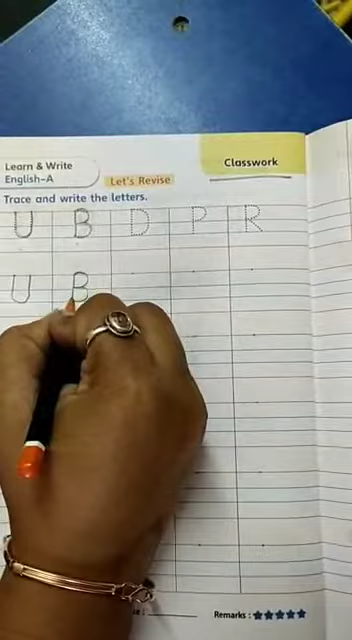 Learn & Write
English-A
Let's Revise
Classwork
Trace and write the letters.
U B D P R
U B
Remarks :